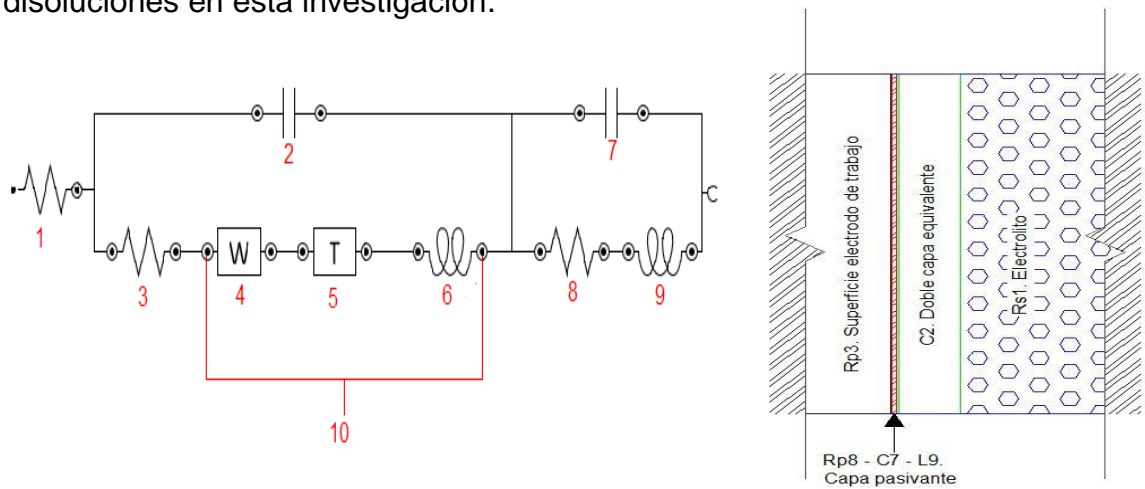 disoluciones en esta investigación.
1
2
3
W
4
T
5
6
7
8
9
10
Rp3. Superficie electrodo de trabajo
C2. Doble capa equivalente
Rs1. Electrolito
Rp8 - C7 - L9.
Capa pasivante